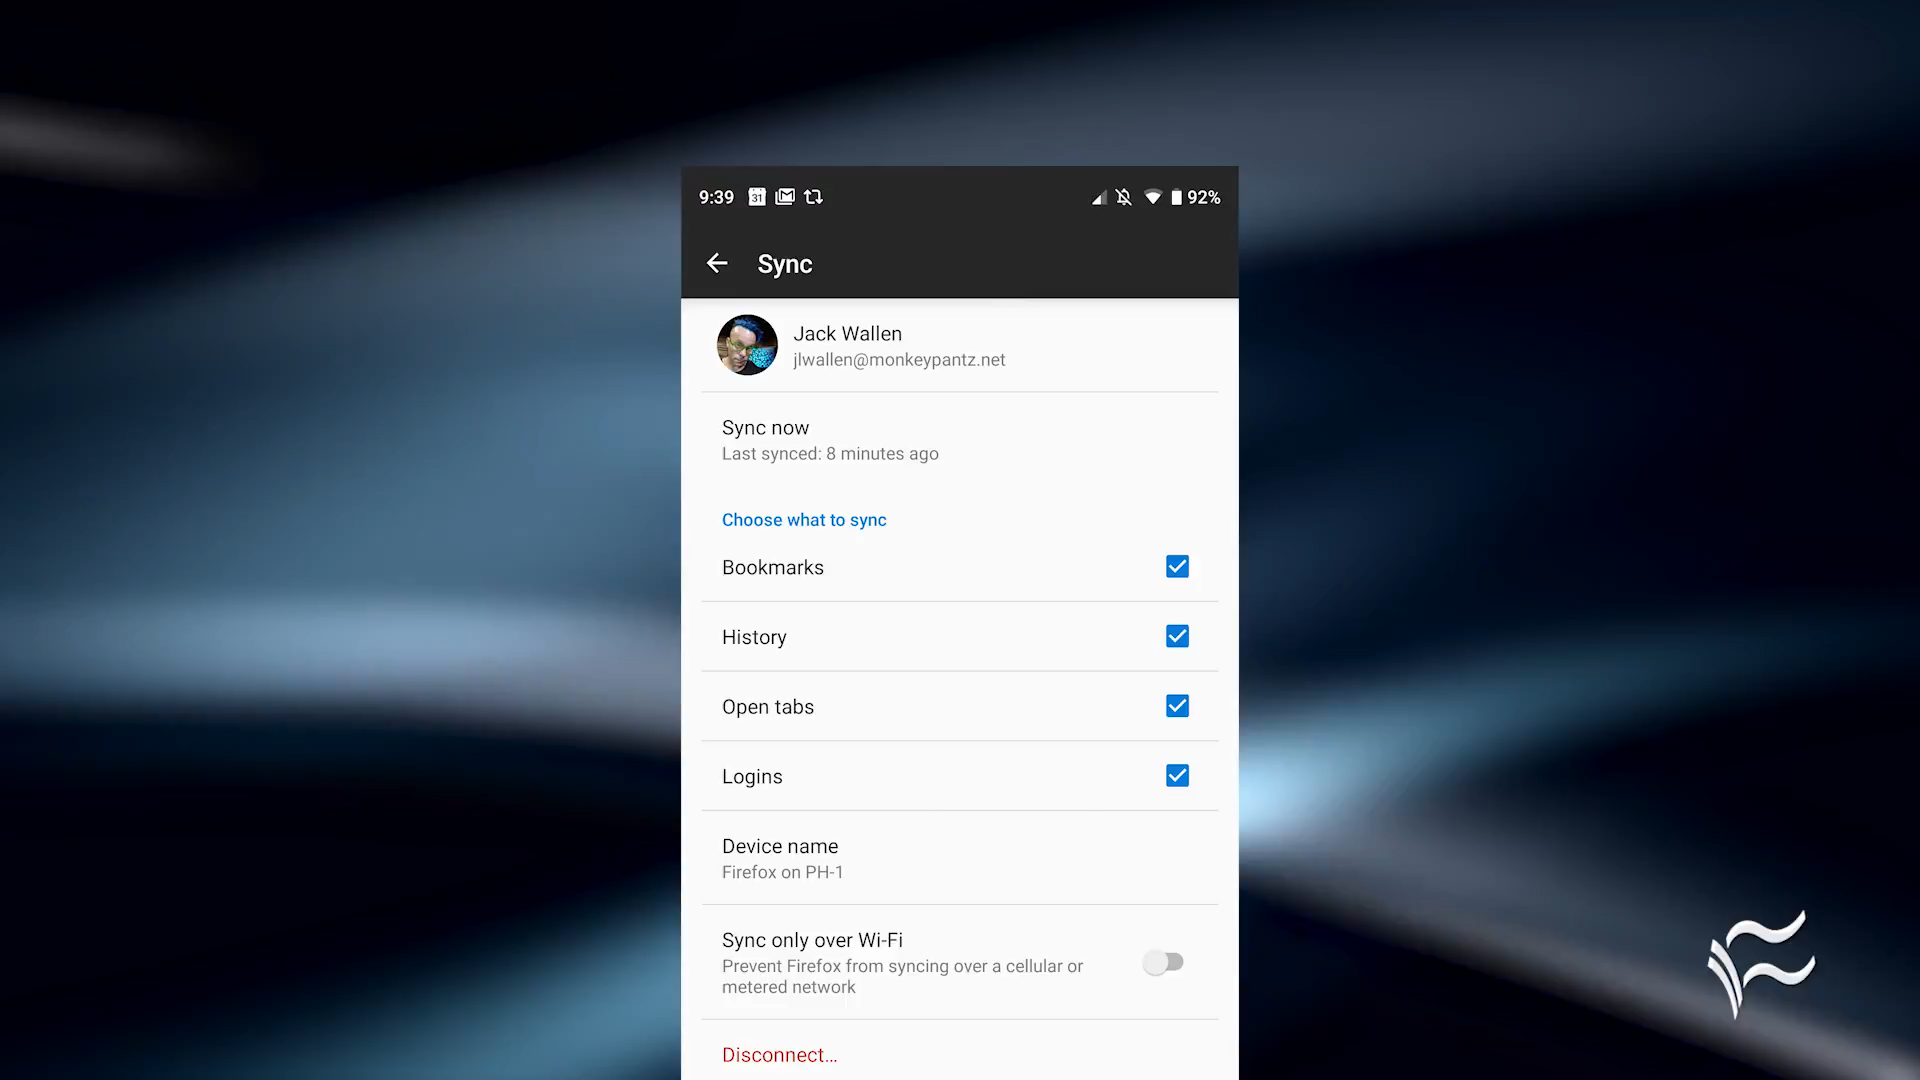 9:39 31 92%
Sync
Jack Wallen
jlwallen@monkeypantz.net
Sync now
Last synced: 8 minutes ago
Choose what to sync
Bookmarks
History
Open tabs
Logins
Device name
Firefox on PH-1
Sync only over Wi-Fi
Prevent Firefox from syncing over a cellular or
metered network
Disconnect...